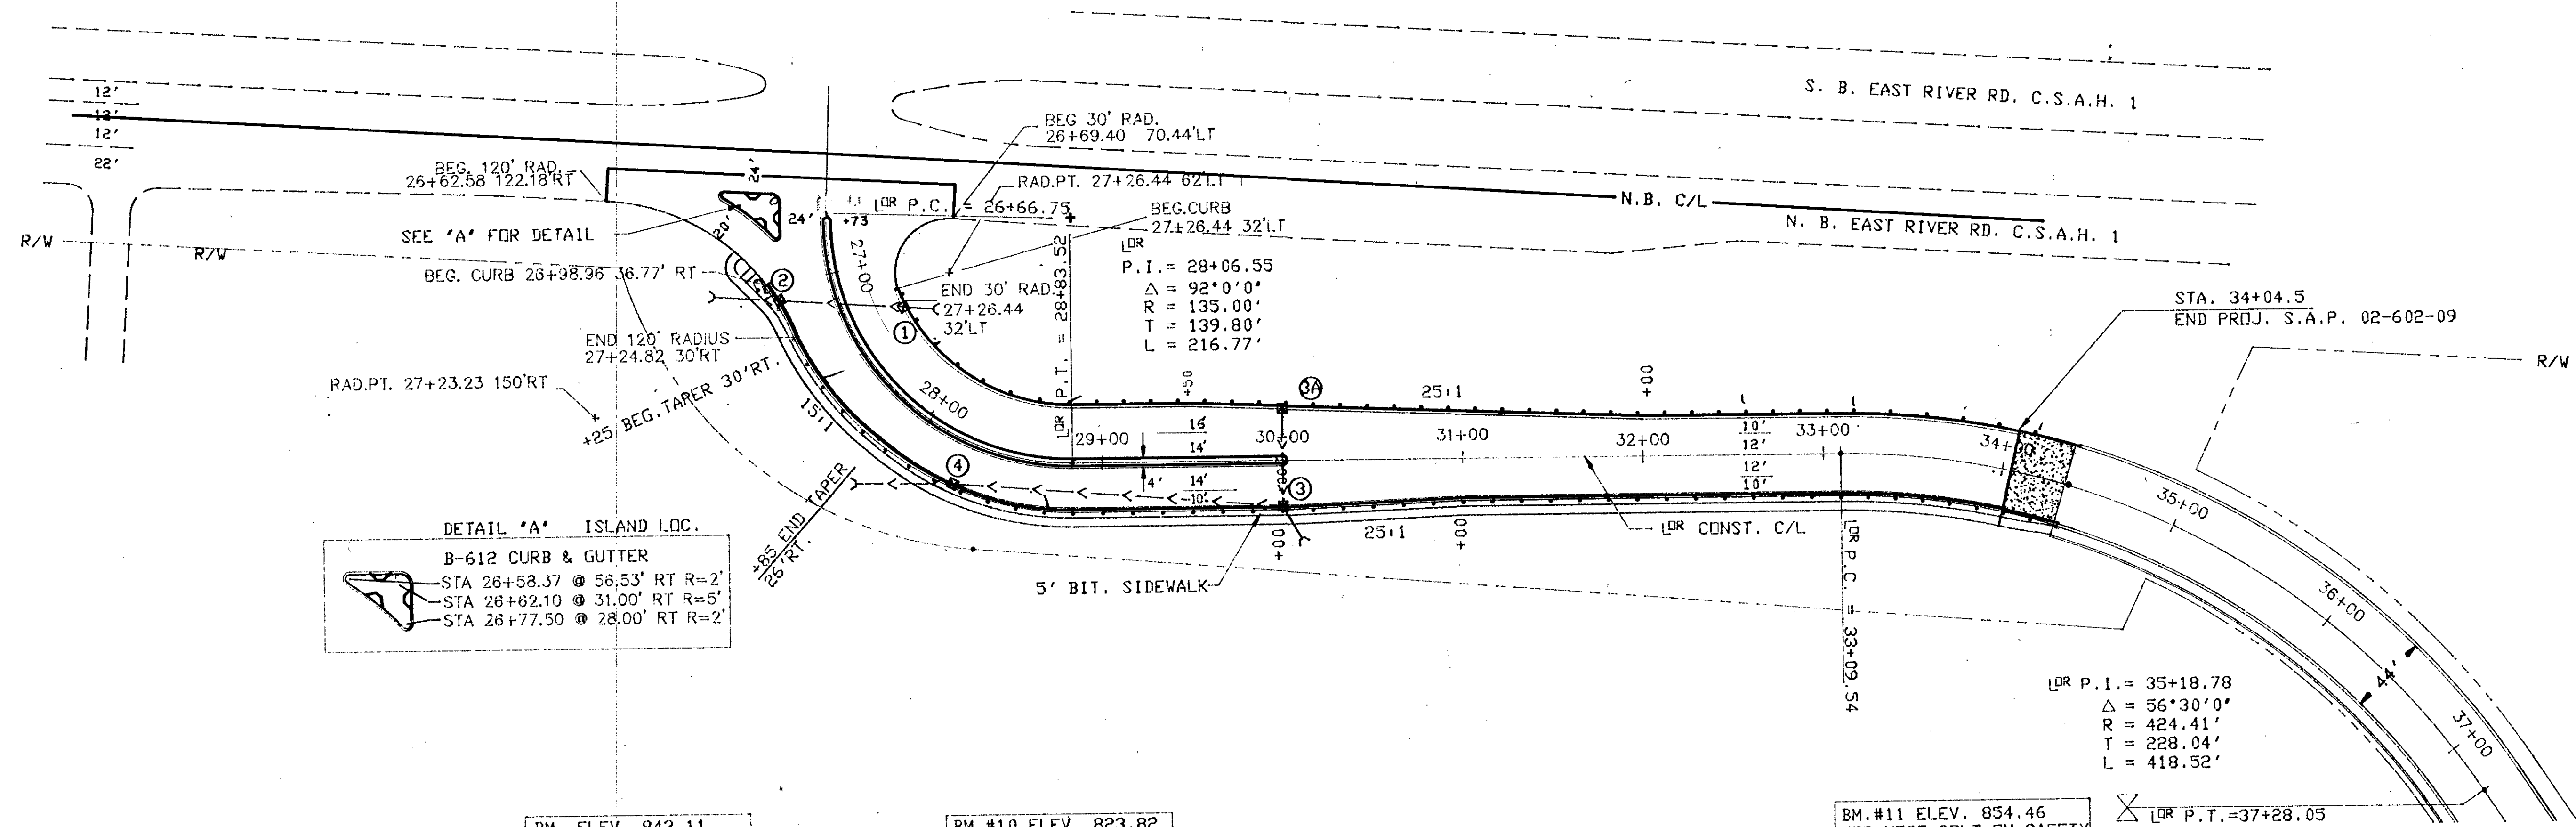 S. B. EAST RIVER RD. C.S.A.H. 1
12'
12'
12'
22'
BEG 30' RAD.
26+69.40 70.44'LT
BEG. 120' RAD.
26+62.58 122.18'RT
24'
RAD.PT. 27+26.44 62'LT
N.B. C/L
LOR P.C. = 26+66.75
BEG.CURB
27+26.44 32'LT
N. B. EAST RIVER RD. C.S.A.H. 1
24'
+73
20'
SEE "A" FOR DETAIL
R/W
R/W
27+00
LOR P.T. = 28+83.52
LOR
P.I.= 28+06.55
Δ = 92°0'0"
R = 135.00'
T = 139.80'
L = 216.77'
BEG. CURB 26+98.96 36.77' RT
2
END 30' RAD.
27+26.44
32'LT
1
STA. 34+04.5
END PROJ. S.A.P. 02-602-09
END 120' RADIUS
27+24.82 30'RT
R/W
RAD.PT. 27+23.23 150'RT
+25 BEG.TAPER 30'RT.
15:1
28+00
+50
3A
25:1
+00
29+00
16'
14'
30+00
31+00
32+00
10'
12'
33+00
34+00
4'
14'
10'
12'
10'
4
3
35+00
+85 END TAPER
26'RT.
+00
25:1
+00
LOR CONST. C/L
LOR P.C. = 33+09.54
5' BIT. SIDEWALK
DETAIL "A" ISLAND LOC.
B-612 CURB & GUTTER
STA 26+58.37 @ 56.53' RT R=2'
STA 26+62.10 @ 31.00' RT R=5'
STA 26+77.50 @ 28.00' RT R=2'
36+00
44'
37+00
LOR P.I.= 35+18.78
Δ = 56°30'0"
R = 424.41'
T = 228.04'
L = 418.52'
BM. ELEV. 843.11
BM.#10 ELEV. 823.82
BM.#11 ELEV. 854.46
LOR P.T.=37+28.05